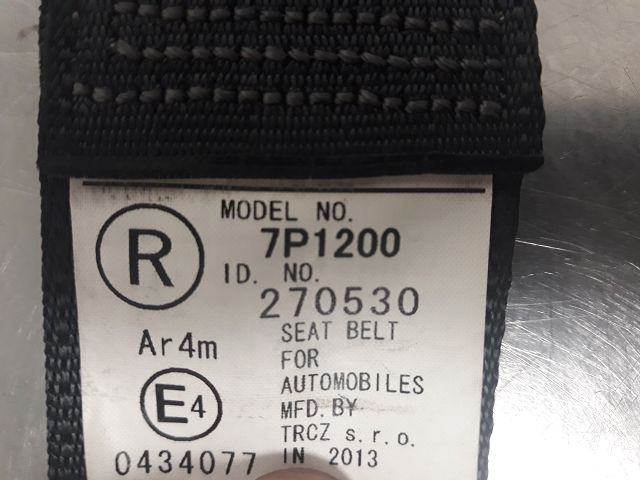 MODEL NO.
7P1200
R
ID. NO.
270530
Ar4m
SEAT BELT
FOR
AUTOMOBILES
E4
MFD. BY
TRCZ s.r.o.
0434077
IN 2013